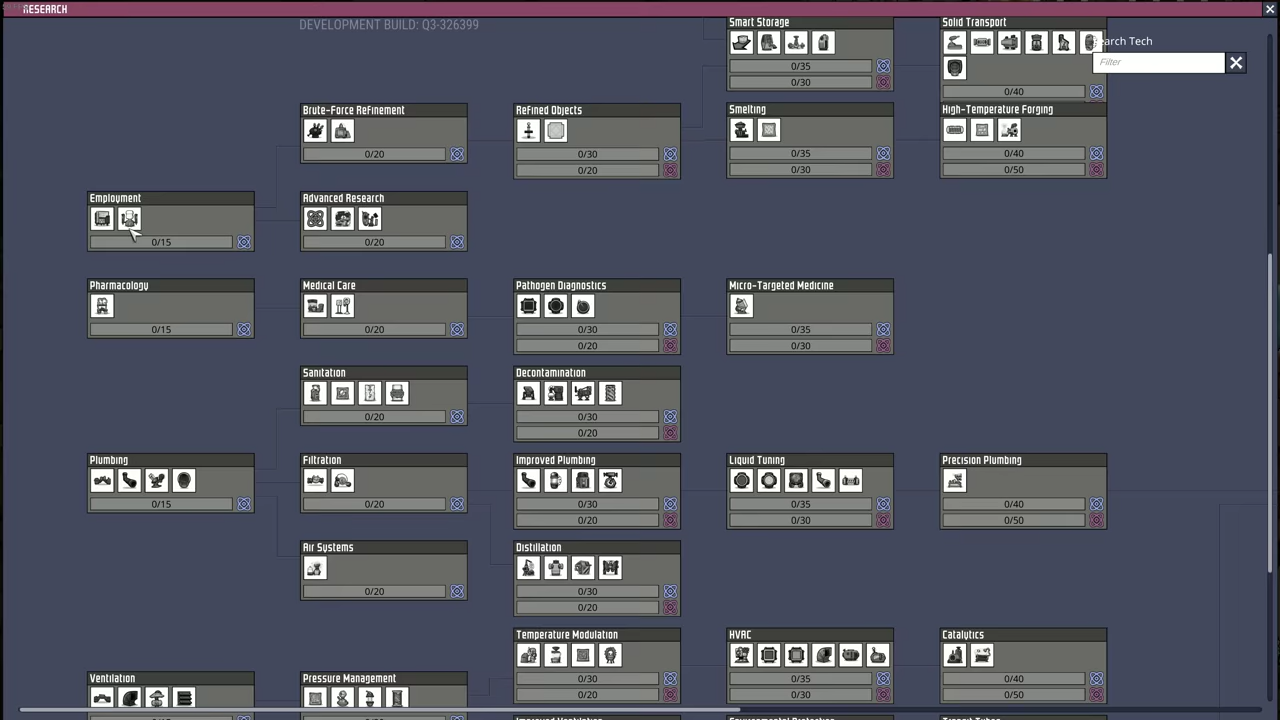 RESEARCH
DEVELOPMENT BUILD: Q3-326399
Smart Storage
0/35
0/30
Solid Transport
0/40
earch Tech
Filter
Brute-Force Refinement
0/20
Refined Objects
0/30
0/20
Smelting
0/35
0/30
High-Temperature Forging
0/40
0/50
Employment
0/15
Advanced Research
0/20
Pharmacology
0/15
Medical Care
0/20
Pathogen Diagnostics
0/30
0/20
Micro-Targeted Medicine
0/35
0/30
Sanitation
0/20
Decontamination
0/30
0/20
Plumbing
0/15
Filtration
0/20
Improved Plumbing
0/30
0/20
Liquid Tuning
0/35
0/30
Precision Plumbing
0/40
0/50
Air Systems
0/20
Distillation
0/30
0/20
Temperature Modulation
0/30
0/20
HVAC
0/35
0/30
Catalytics
0/40
0/50
Ventilation
Pressure Management